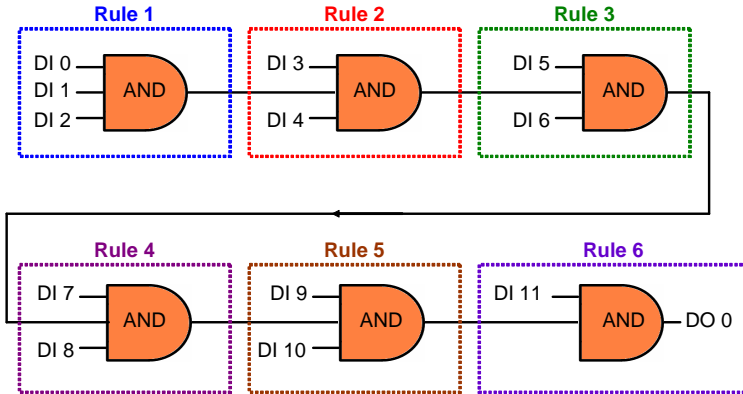 Rule 1 Rule 2 Rule 3
DI 0 DI 3 DI 5
DI 1 AND AND AND
DI 2 DI 4 DI 6
Rule 4 Rule 5 Rule 6
DI 7 DI 9 DI 11
AND AND AND DO 0
DI 8 DI 10